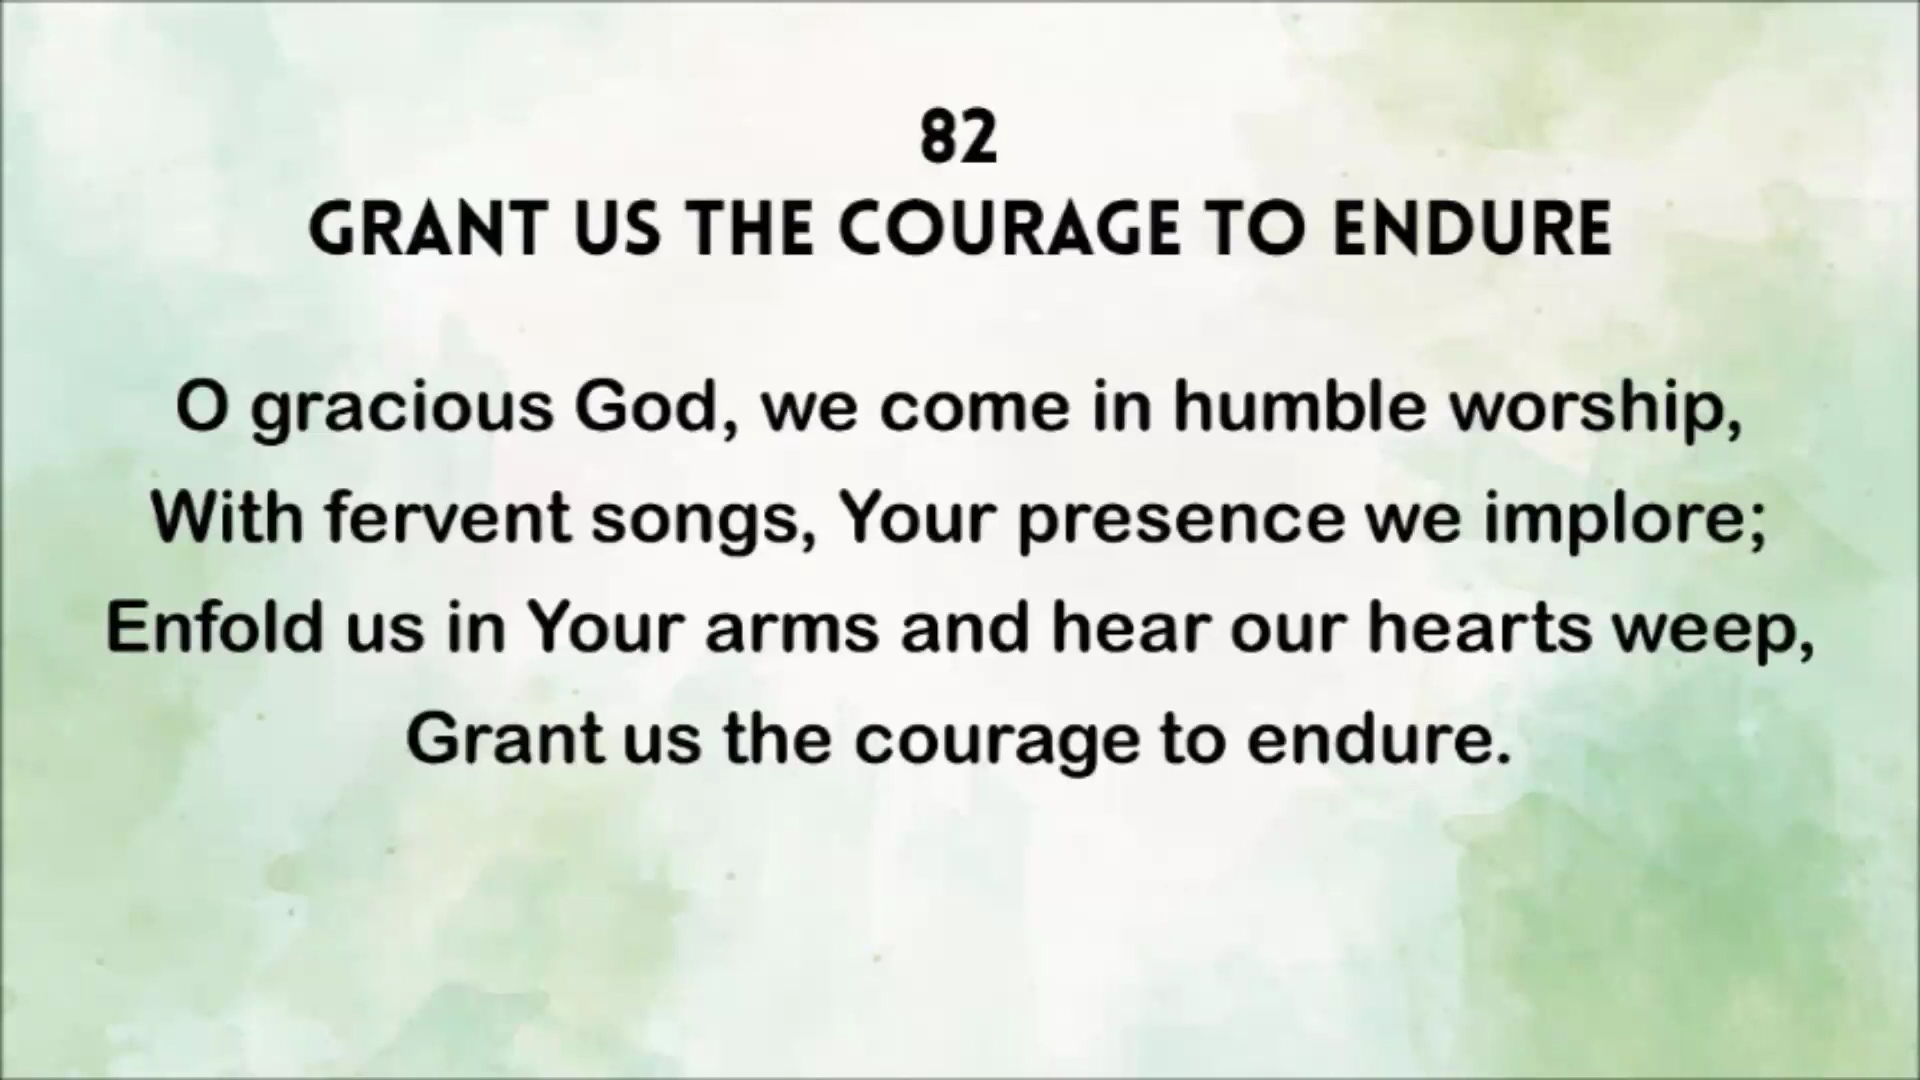 82
GRANT US THE COURAGE TO ENDURE
O gracious God, we come in humble worship,
With fervent songs, Your presence we implore;
Enfold us in Your arms and hear our hearts weep,
Grant us the courage to endure.